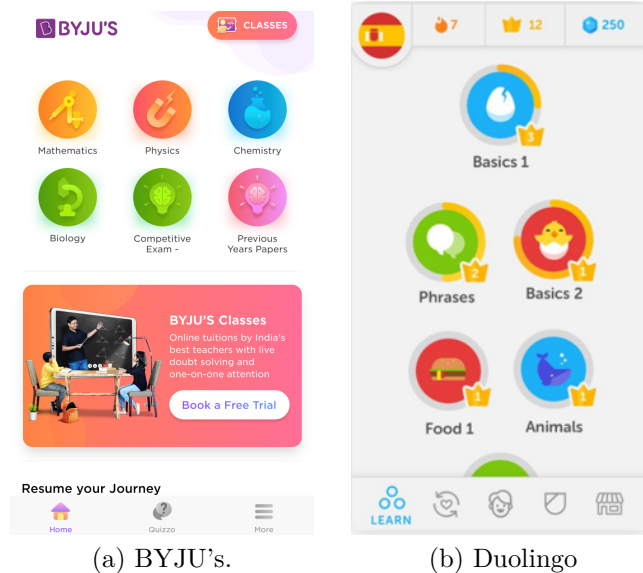 BYJU'S
CLASSES
Mathematics
Physics
Chemistry
Biology
Competitive
Exam -
Previous
Years Papers
BYJU'S Classes
Online tuitions by India's
best teachers with live
doubt solving and
one-on-one attention
Book a Free Trial
Resume your Journey
Home
Quizzo
More
(a) BYJU's.
7
12
250
3
Basics 1
2
Phrases
1
Basics 2
1
Food 1
1
Animals
LEARN
(b) Duolingo